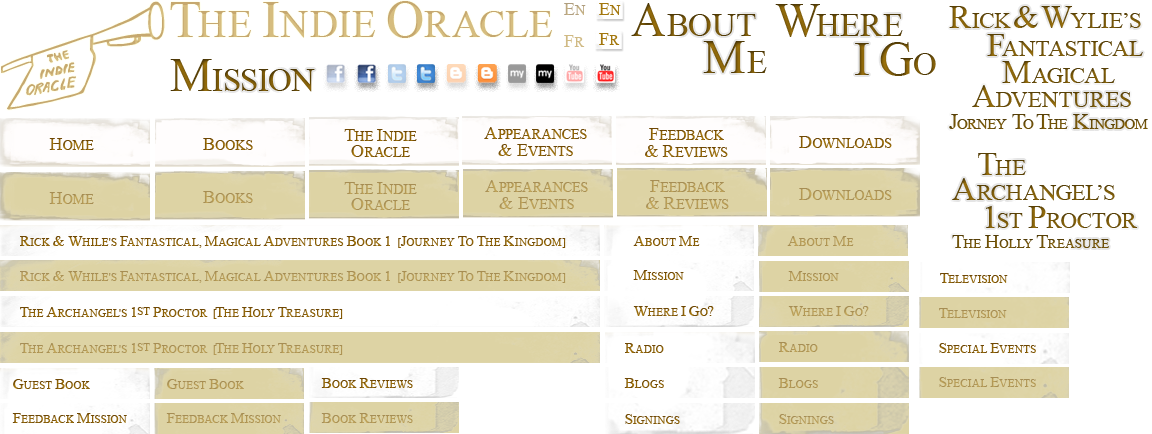 THE INDIE ORACLE
EN EN
FR FR
THE
INDIE
ORACLE
MISSION
my my
You Tube You Tube
ABOUT
ME
WHERE
I GO
RICK & WYLIE'S
FANTASTICAL
MAGICAL
ADVENTURES
JORNEY TO THE KINGDOM
THE
ARCHANGEL'S
1ST PROCTOR
THE HOLLY TREASURE
HOME
BOOKS
THE INDIE
ORACLE
APPEARANCES
& EVENTS
FEEDBACK
& REVIEWS
DOWNLOADS
HOME
BOOKS
THE INDIE
ORACLE
APPEARANCES
& EVENTS
FEEDBACK
& REVIEWS
DOWNLOADS
RICK & WHILE'S FANTASTICAL, MAGICAL ADVENTURES BOOK 1 [JOURNEY TO THE KINGDOM]
RICK & WHILE'S FANTASTICAL, MAGICAL ADVENTURES BOOK 1 [JOURNEY TO THE KINGDOM]
THE ARCHANGEL'S 1ST PROCTOR [THE HOLY TREASURE]
THE ARCHANGEL'S 1ST PROCTOR [THE HOLY TREASURE]
GUEST BOOK
GUEST BOOK
BOOK REVIEWS
FEEDBACK MISSION
FEEDBACK MISSION
BOOK REVIEWS
ABOUT ME
ABOUT ME
MISSION
MISSION
WHERE I GO?
WHERE I GO?
RADIO
RADIO
BLOGS
BLOGS
SIGNINGS
SIGNINGS
TELEVISION
TELEVISION
SPECIAL EVENTS
SPECIAL EVENTS